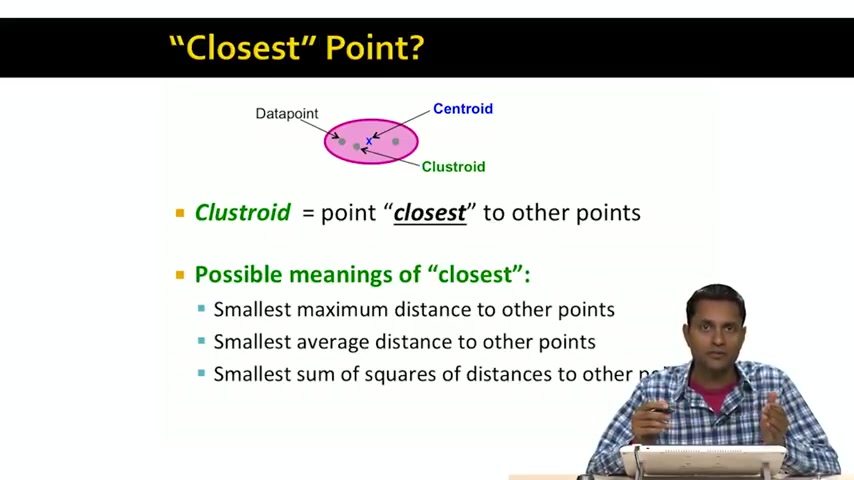 “Closest” Point?
Datapoint
Centroid
x
Clustroid
Clustroid = point “closest” to other points
Possible meanings of “closest”:
Smallest maximum distance to other points
Smallest average distance to other points
Smallest sum of squares of distances to other